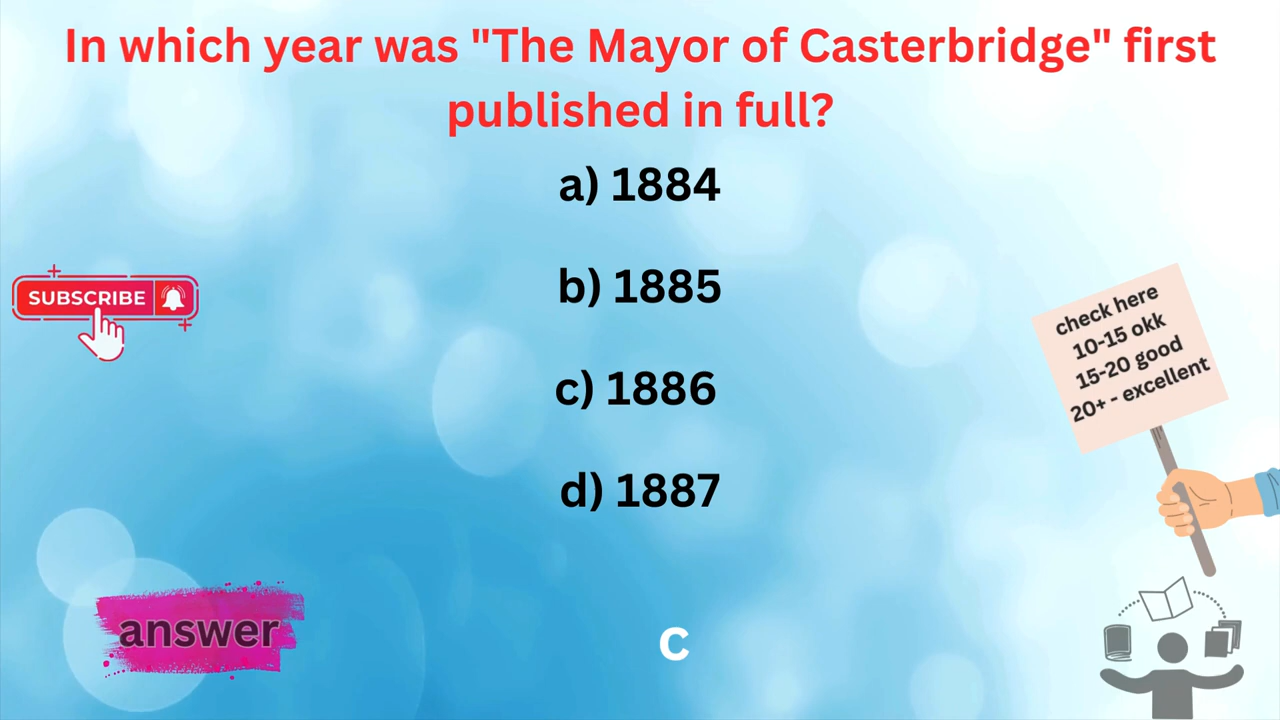 In which year was "The Mayor of Casterbridge" first
published in full?
a) 1884
b) 1885
c) 1886
d) 1887
SUBSCRIBE
check here
10-15 okk
15-20 good
20+ - excellent
answer
C